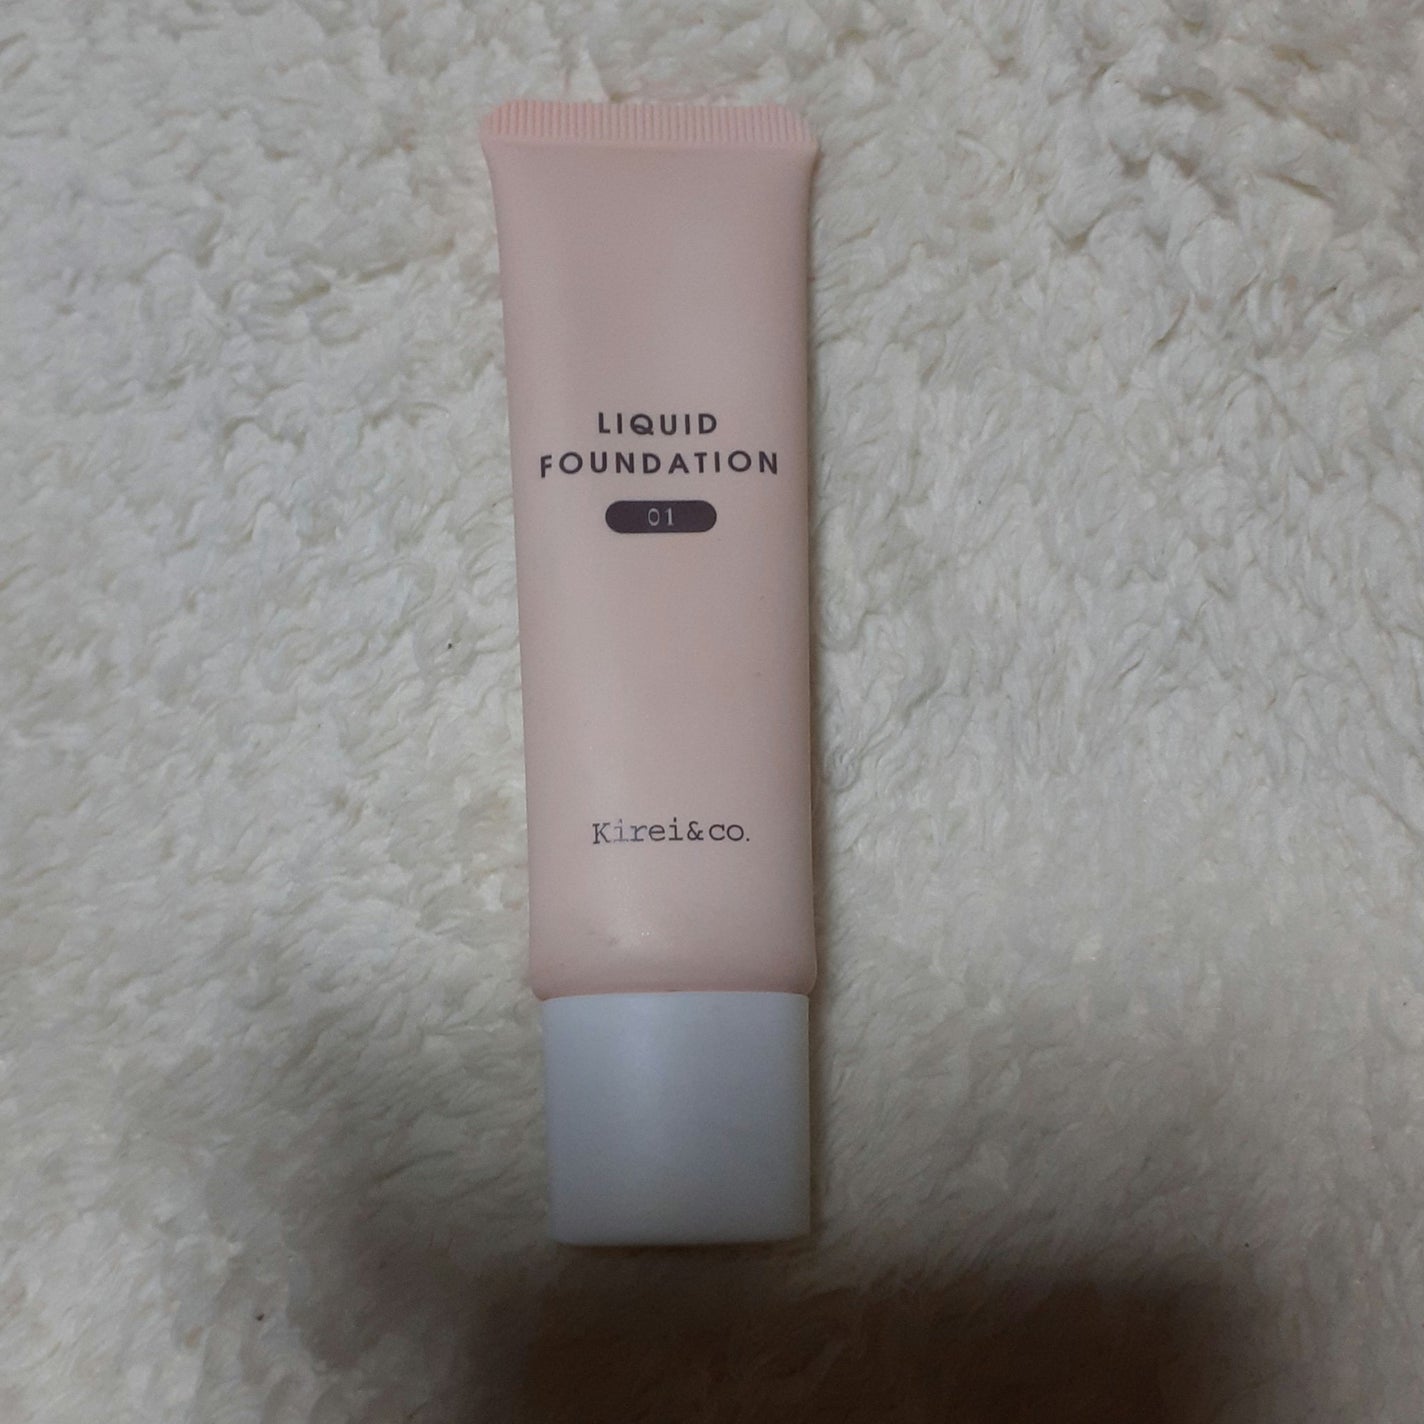 LIQUID
FOUNDATION
01
Kirei&co.